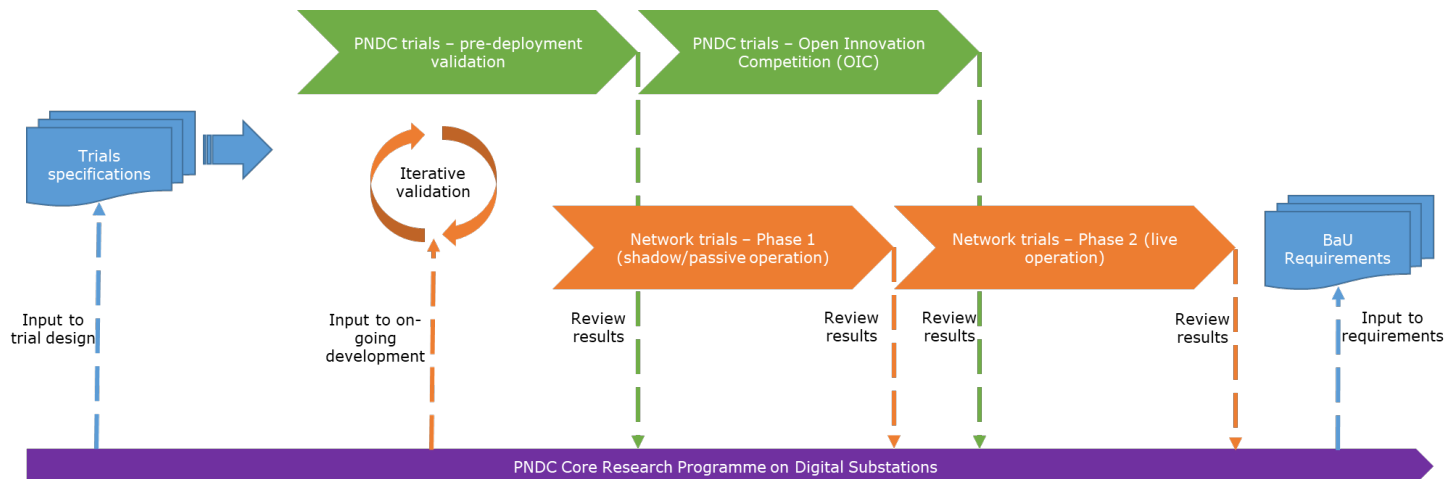 PNDC trials – pre-deployment
validation
PNDC trials – Open Innovation
Competition (OIC)
Trials
specifications
Iterative
validation
Network trials – Phase 1
(shadow/passive operation)
Network trials – Phase 2 (live
operation)
BaU
Requirements
Input to
trial design
Input to on-
going
development
Review
results
Review
results
Review
results
Review
results
Input to
requirements
PNDC Core Research Programme on Digital Substations